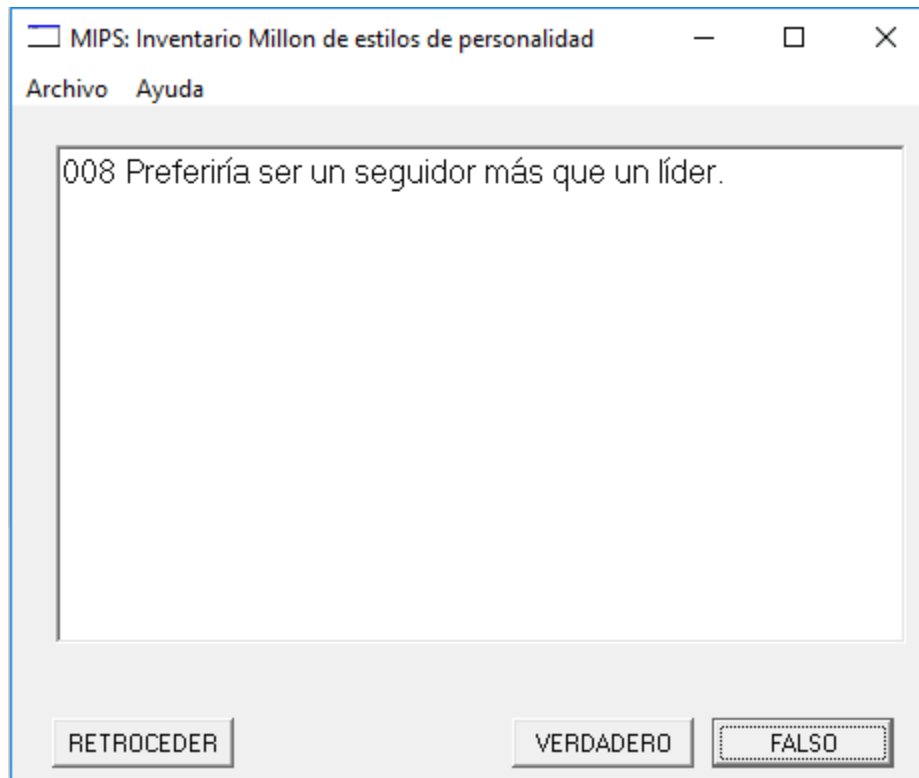 MIPS: Inventario Millon de estilos de personalidad
Archivo Ayuda
008 Preferiría ser un seguidor más que un líder.
RETROCEDER VERDADERO FALSO